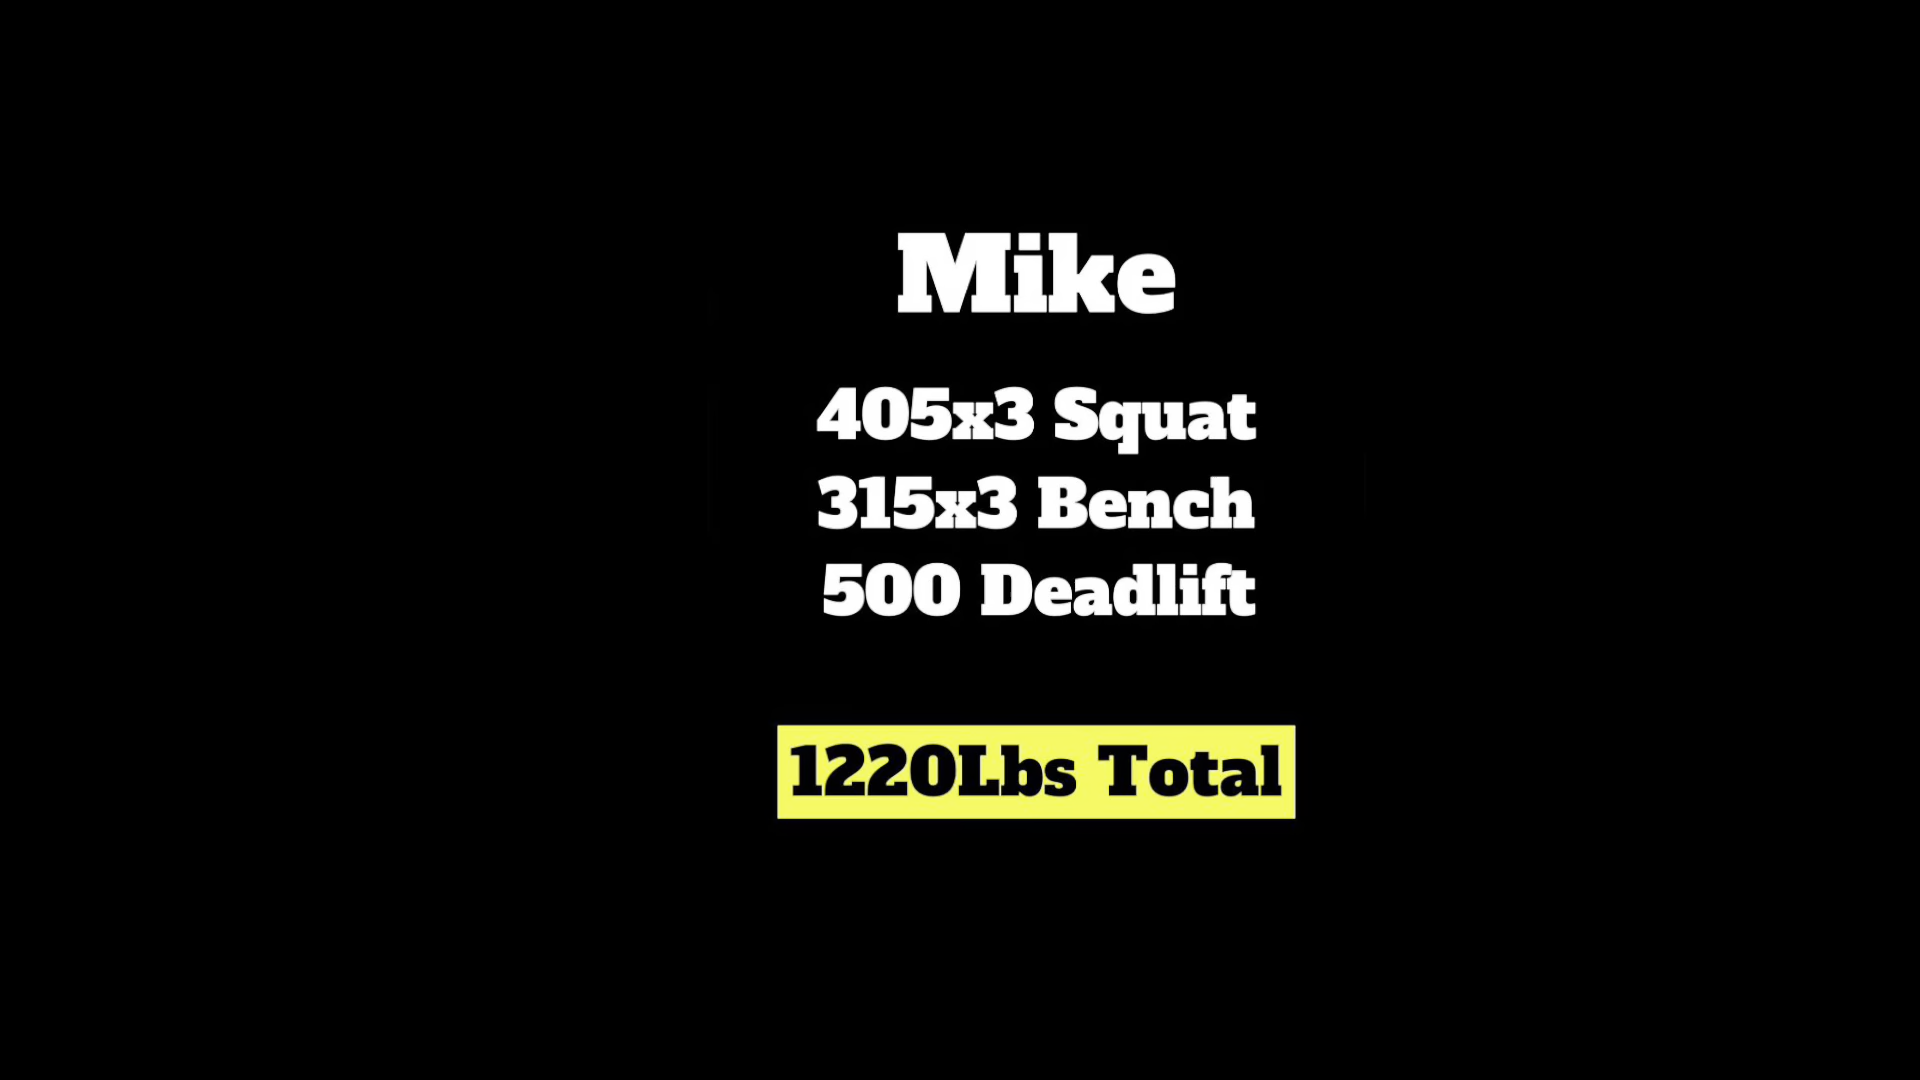 Mike
405x3 Squat
315x3 Bench
500 Deadlift
1220Lbs Total